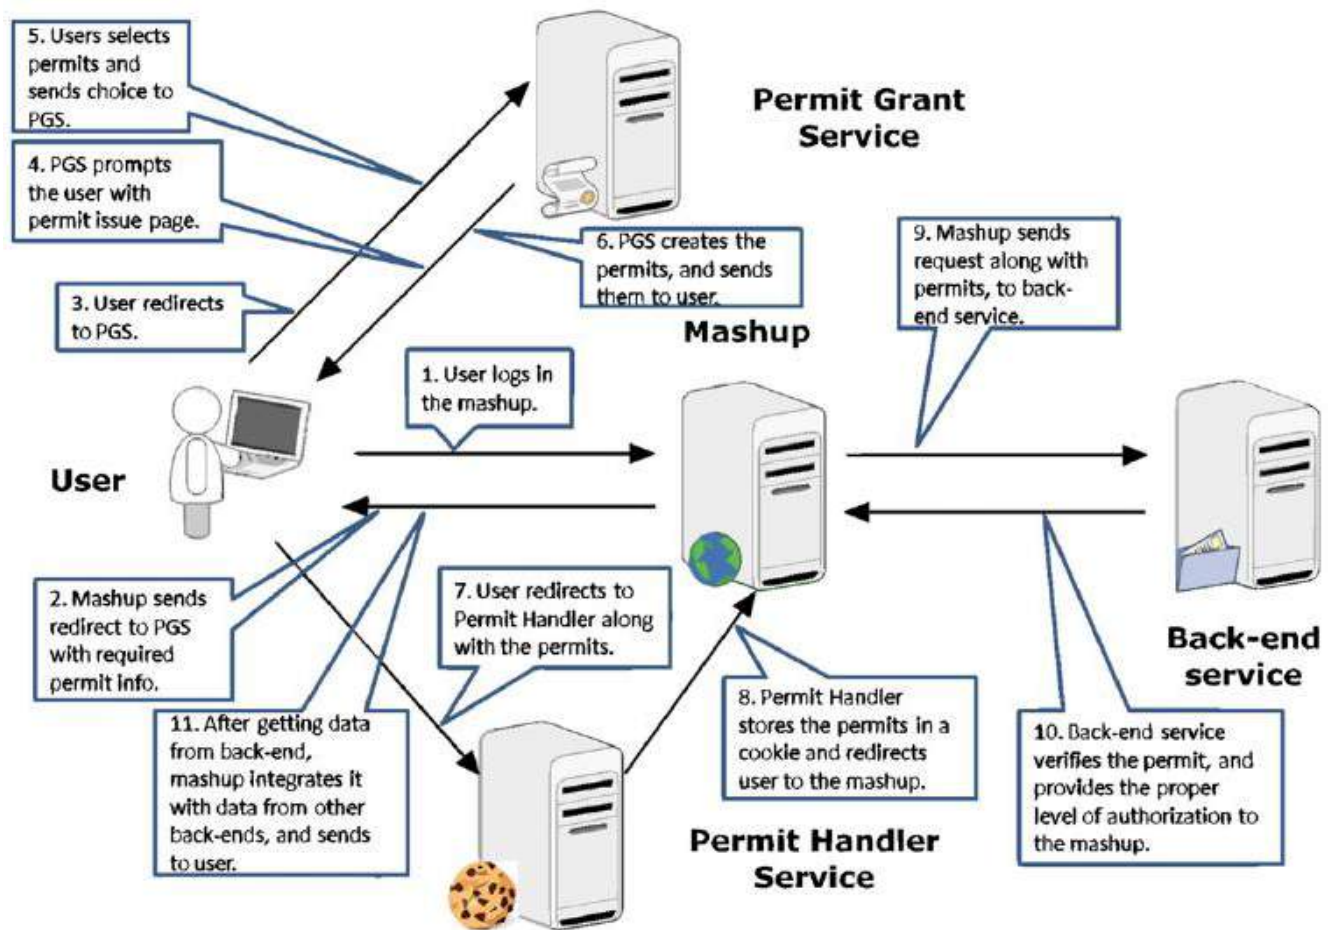 5. Users selects
permits and
sends choice to
PGS.
Permit Grant
Service
4. PGS prompts
the user with
permit issue page.
6. PGS creates the
permits, and sends
them to user.
9. Mashup sends
request along with
permits, to back-
end service.
3. User redirects
to PGS.
Mashup
1. User logs in
the mashup.
User
2. Mashup sends
redirect to PGS
with required
permit info.
7. User redirects to
Permit Handler along
with the permits.
Back-end
service
8. Permit Handler
stores the permits in a
cookie and redirects
user to the mashup.
11. After getting data
from back-end,
mashup integrates it
with data from other
back-ends, and sends
to user.
10. Back-end service
verifies the permit, and
provides the proper
level of authorization to
the mashup.
Permit Handler
Service